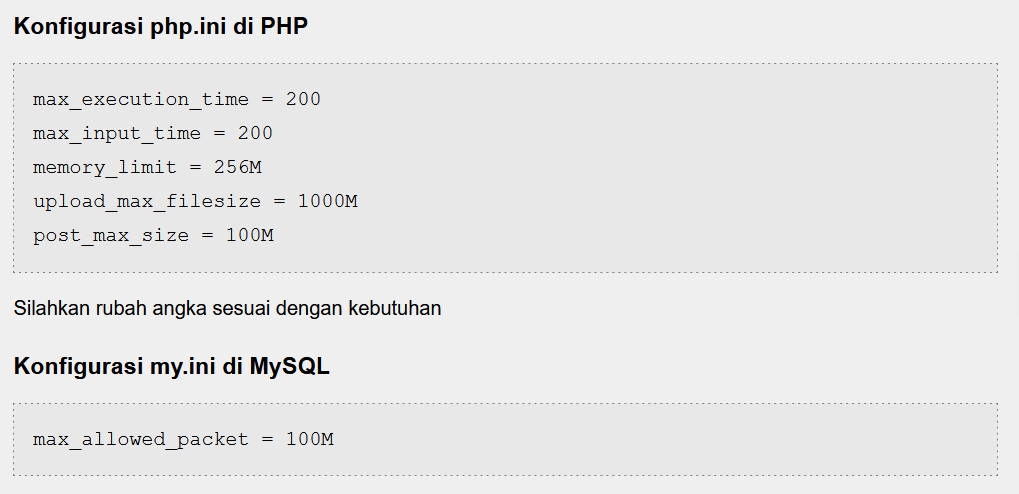 Konfigurasi php.ini di PHP
max_execution_time = 200
max_input_time = 200
memory_limit = 256M
upload_max_filesize = 1000M
post_max_size = 100M
Silahkan rubah angka sesuai dengan kebutuhan
Konfigurasi my.ini di MySQL
max_allowed_packet = 100M